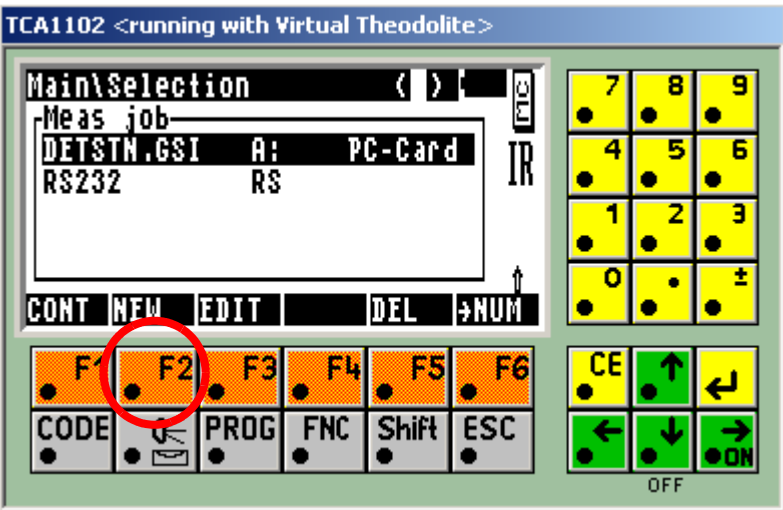 TCA1102 <running with Virtual Theodolite>
Main\Selection
Meas job
DETSTN.GSI A: PC-Card
RS232 RS
MC
IR
CONT NEW EDIT DEL →NUM
F1 F2 F3 F4 F5 F6
CODE PROG FNC Shift ESC
7 8 9
4 5 6
1 2 3
0 . ±
CE ↑ ↵
← ↓ → ON
OFF